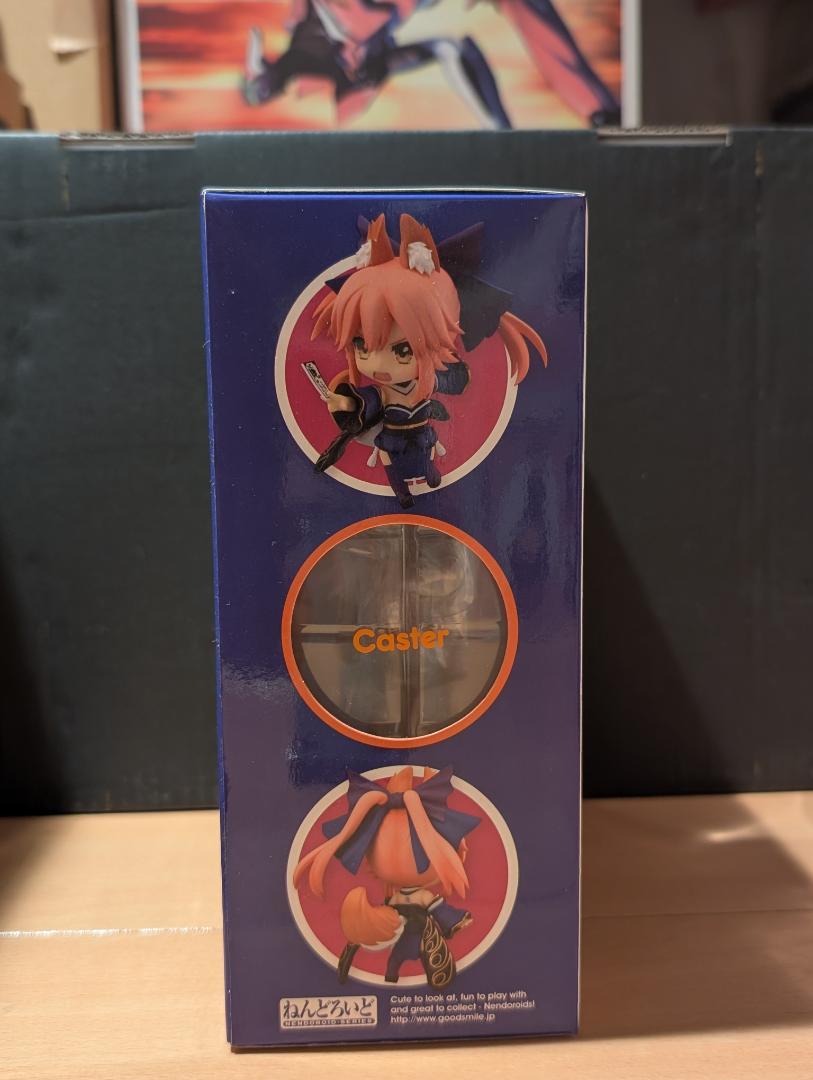 Caster
ねんどろいど
NENDOROID SERIES
Cute to look at, fun to play with
and great to collect - Nendoroids!
http://www.goodsmile.jp